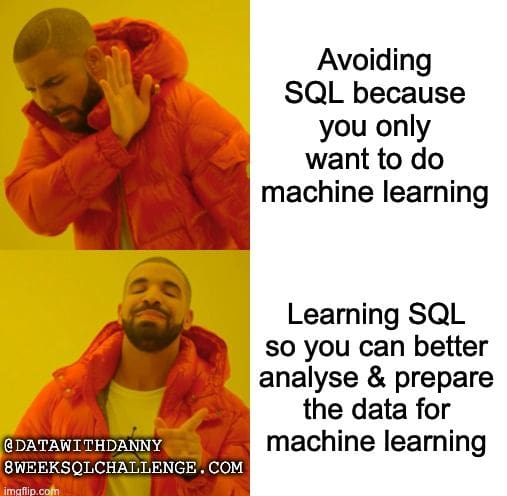 Avoiding
SQL because
you only
want to do
machine learning
Learning SQL
so you can better
analyse & prepare
the data for
machine learning
@DATAWITHDANNY
8WEEKSQLCHALLENGE.COM
imgflip.com